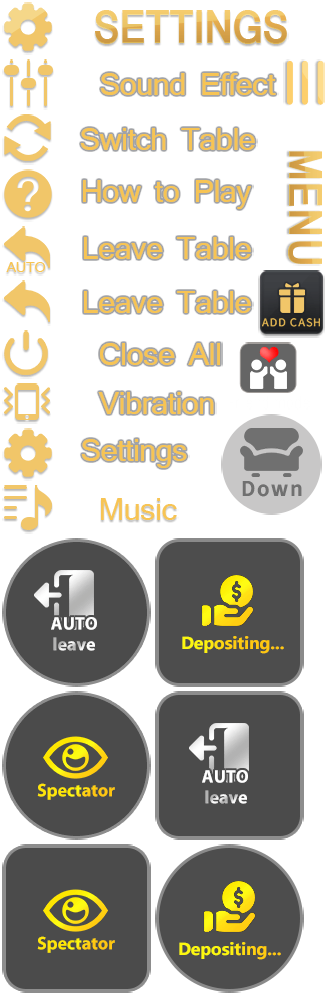 SETTINGS
Sound Effect
Switch Table
MENU
How to Play
AUTO
Leave Table
Leave Table
ADD CASH
Close All
Vibration
Settings
Down
Music
AUTO
leave
Depositing...
Spectator
AUTO
leave
Spectator
Depositing...